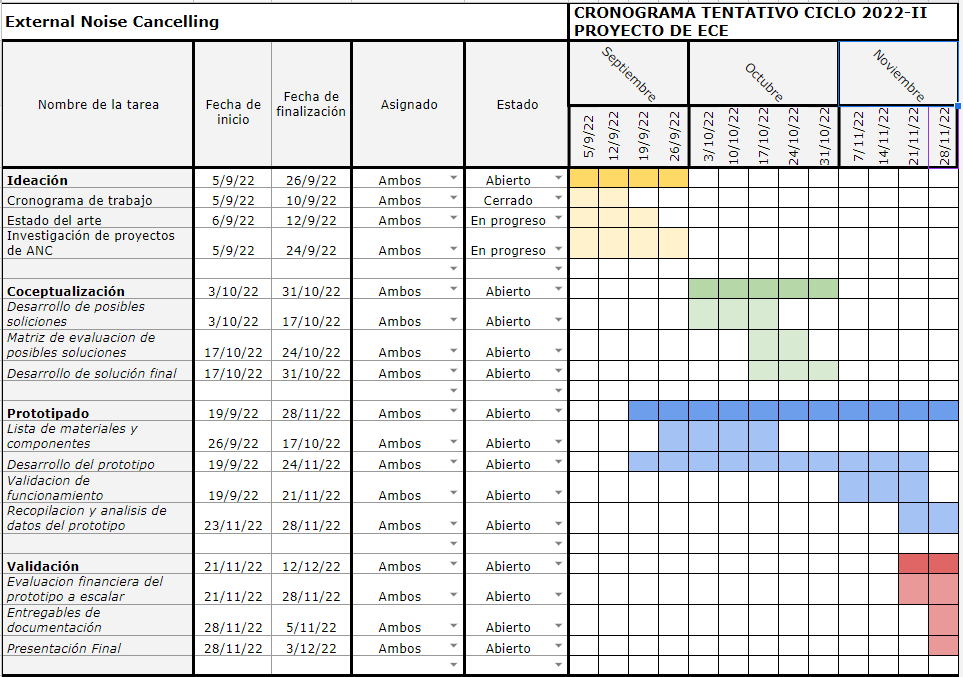 External Noise Cancelling
CRONOGRAMA TENTATIVO CICLO 2022-II
PROYECTO DE ECE
Nombre de la tarea
Fecha de
inicio
Fecha de
finalización
Asignado
Estado
Septiembre
Octubre
Noviembre
5/9/22
12/9/22
19/9/22
26/9/22
3/10/22
10/10/22
17/10/22
24/10/22
31/10/22
7/11/22
14/11/22
21/11/22
28/11/22
Ideación 5/9/22 26/9/22 Ambos Abierto
Cronograma de trabajo 5/9/22 10/9/22 Ambos Cerrado
Estado del arte 6/9/22 12/9/22 Ambos En progreso
Investigación de proyectos
de ANC 5/9/22 24/9/22 Ambos En progreso
Coceptualización 3/10/22 31/10/22 Ambos Abierto
Desarrollo de posibles
soliciones 3/10/22 17/10/22 Ambos Abierto
Matriz de evaluacion de
posibles soluciones 17/10/22 24/10/22 Ambos Abierto
Desarrollo de solución final 17/10/22 31/10/22 Ambos Abierto
Prototipado 19/9/22 28/11/22 Ambos Abierto
Lista de materiales y
componentes 26/9/22 17/10/22 Ambos Abierto
Desarrollo del prototipo 19/9/22 24/11/22 Ambos Abierto
Validacion de
funcionamiento 19/9/22 21/11/22 Ambos Abierto
Recopilacion y analisis de
datos del prototipo 23/11/22 28/11/22 Ambos Abierto
Validación 21/11/22 12/12/22 Ambos Abierto
Evaluacion financiera del
prototipo a escalar 21/11/22 28/11/22 Ambos Abierto
Entregables de
documentación 28/11/22 5/11/22 Ambos Abierto
Presentación Final 28/11/22 3/12/22 Ambos Abierto